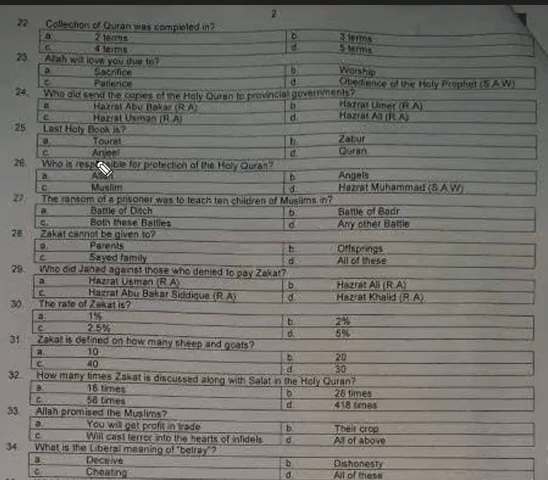 2
22. Collection of Quran was completed in?
a. 2 terms b. 3 terms
c. 4 terms d. 5 terms
23. Allah will love you due to?
a. Sacrifice b. Worship
c. Patience d. Obedience of the Holy Prophet (S.A.W)
24. Who did send the copies of the Holy Quran to provincial governments?
a. Hazrat Abu Bakar (R.A) b. Hazrat Umer (R.A)
c. Hazrat Usman (R.A) d. Hazrat Ali (R.A)
25. Last Holy Book is?
a. Tourat b. Zabur
c. Anjeel d. Quran
26. Who is responsible for protection of the Holy Quran?
a. Allah b. Angels
c. Muslim d. Hazrat Muhammad (S.A.W)
27. The ransom of a prisoner was to teach ten children of Muslims in?
a. Battle of Ditch b. Battle of Badr
c. Both these Battles d. Any other Battle
28. Zakat cannot be given to?
a. Parents b. Offsprings
c. Sayed family d. All of these
29. Who did Jahad against those who denied to pay Zakat?
a. Hazrat Usman (R.A) b. Hazrat Ali (R.A)
c. Hazrat Abu Bakar Siddique (R.A) d. Hazrat Khalid (R.A)
30. The rate of Zakat is?
a. 1% b. 2%
c. 2.5% d. 5%
31. Zakat is defined on how many sheep and goats?
a. 10 b. 20
c. 40 d. 30
32. How many times Zakat is discussed along with Salat in the Holy Quran?
a. 18 times b. 28 times
c. 58 times d. 418 times
33. Allah promised the Muslims?
a. You will get profit in trade b. Their crop
c. Will cast terror into the hearts of infidels d. All of above
34. What is the Liberal meaning of "betray"?
a. Deceive b. Dishonesty
c. Cheating d. All of these